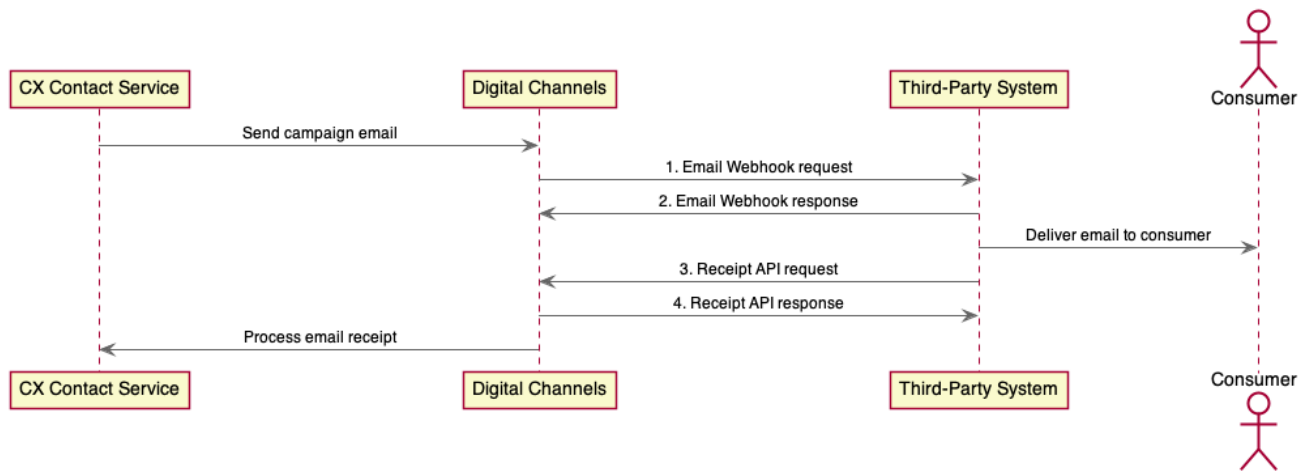 CX Contact Service
Digital Channels
Third-Party System
Consumer
Send campaign email
1. Email Webhook request
2. Email Webhook response
Deliver email to consumer
3. Receipt API request
4. Receipt API response
Process email receipt
CX Contact Service
Digital Channels
Third-Party System
Consumer